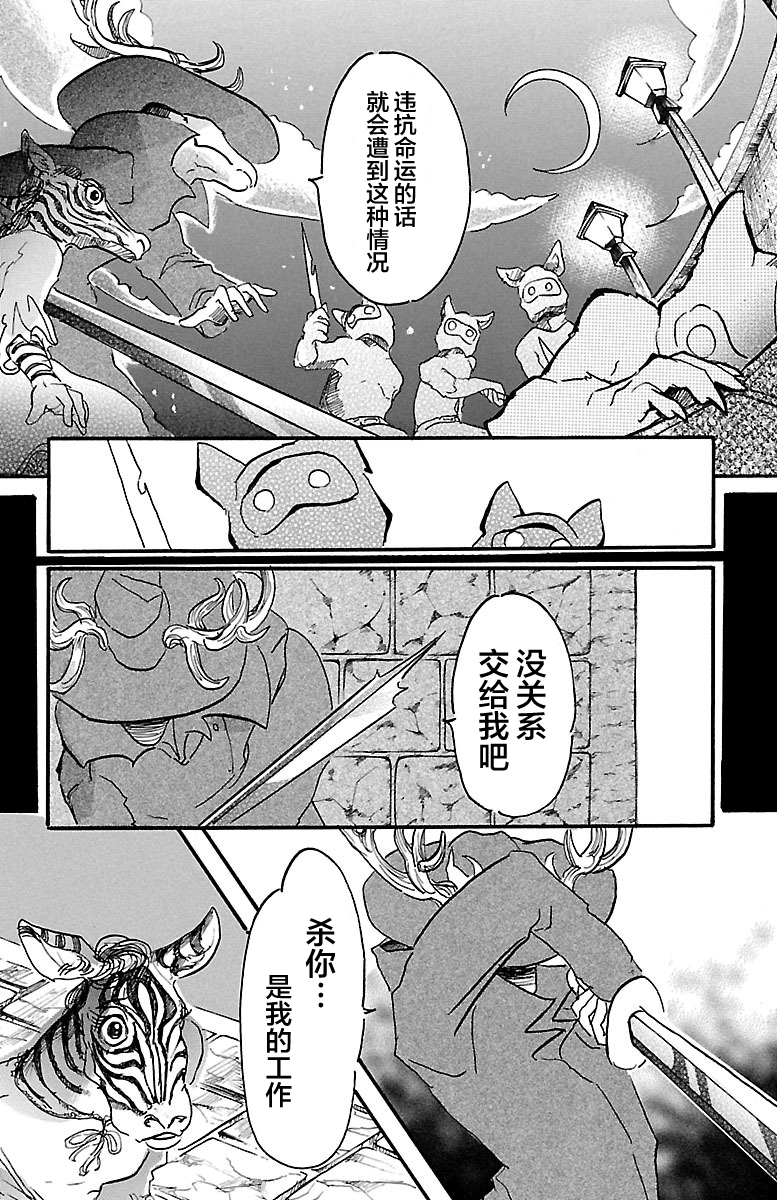 违抗命运的话
就会遭到这种情况
没关系
交给我吧
杀你…
是我的工作